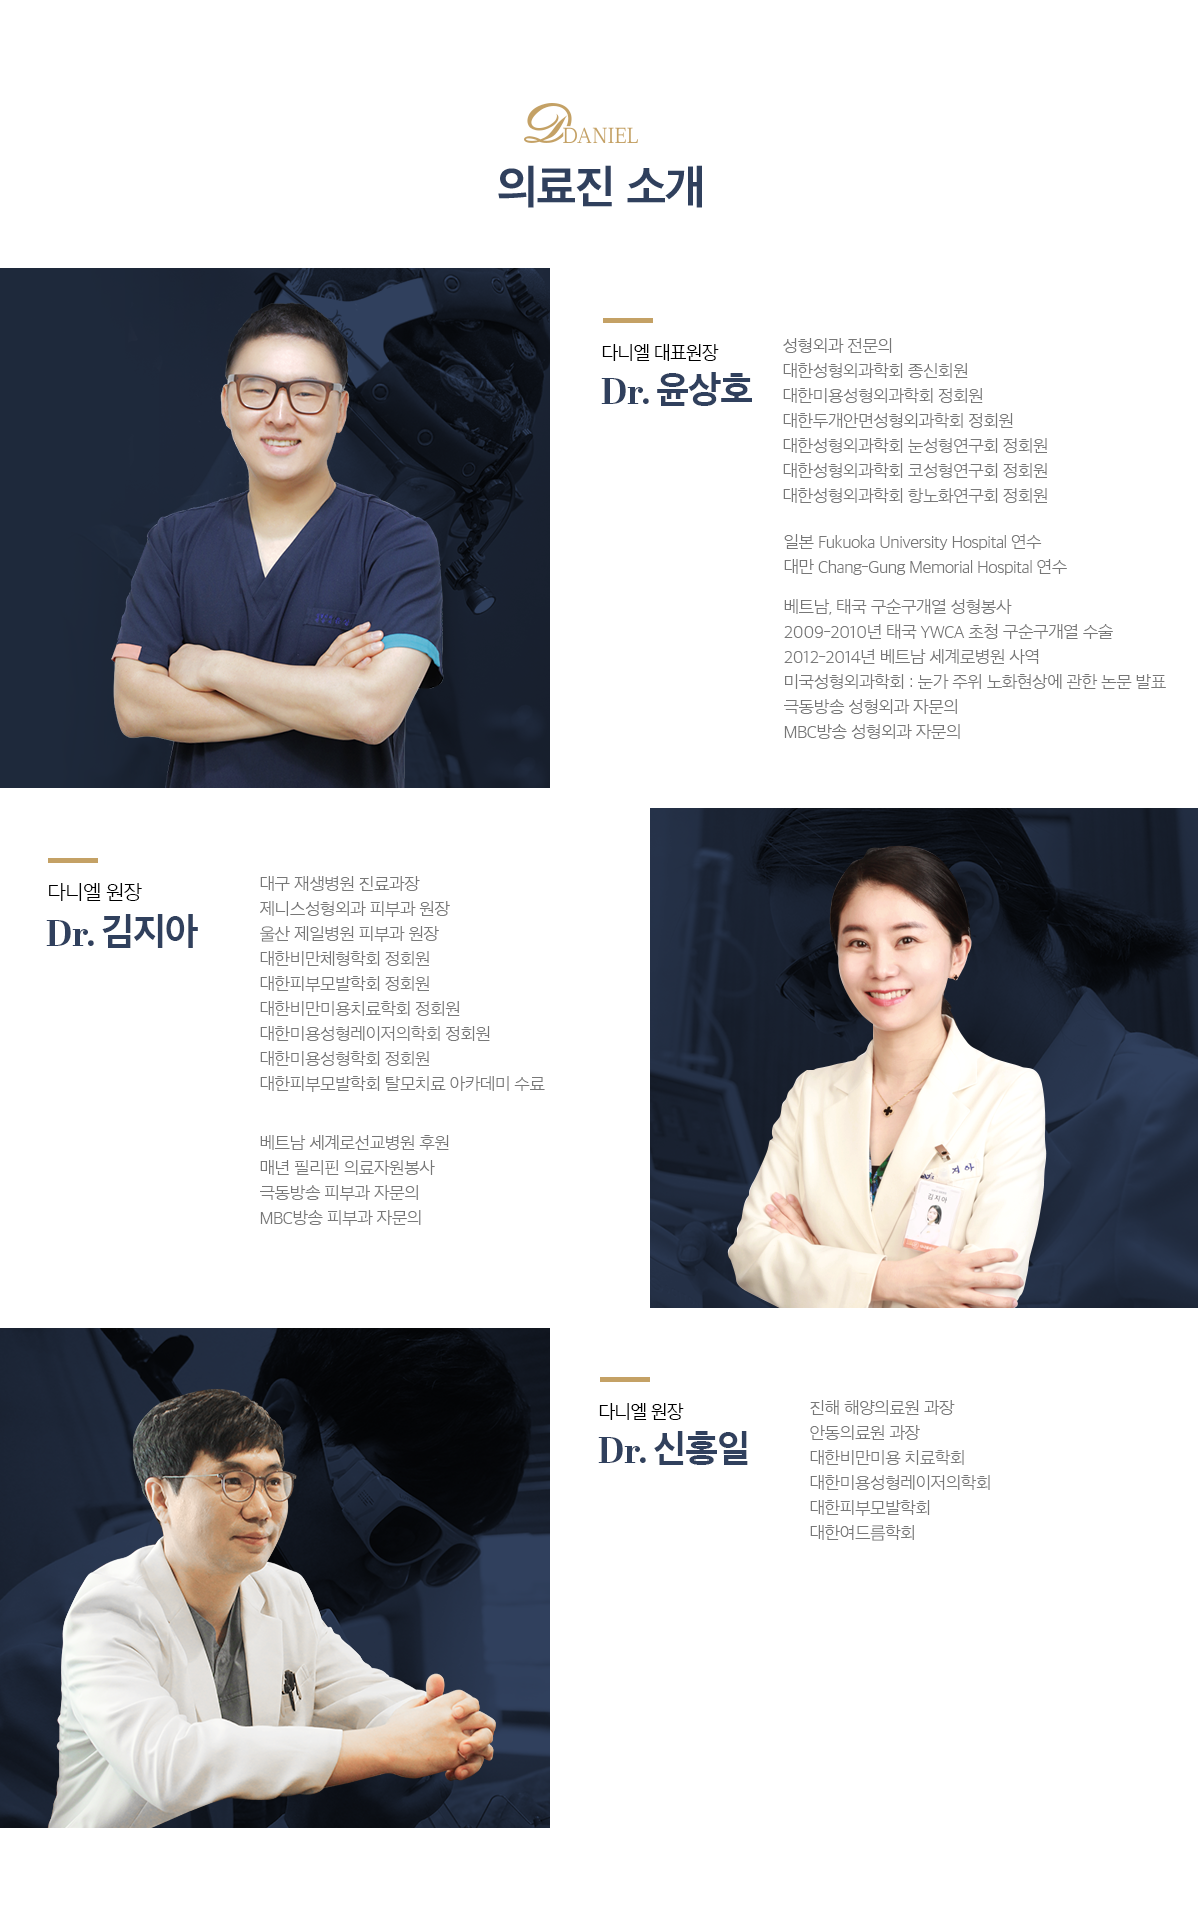 DDANIEL
의료진 소개
다니엘 대표원장
Dr. 윤상호
성형외과 전문의
대한성형외과학회 종신회원
대한미용성형외과학회 정회원
대한두개안면성형외과학회 정회원
대한성형외과학회 눈성형연구회 정회원
대한성형외과학회 코성형연구회 정회원
대한성형외과학회 항노화연구회 정회원
일본 Fukuoka University Hospital 연수
대만 Chang-Gung Memorial Hospital 연수
베트남, 태국 구순구개열 성형봉사
2009-2010년 태국 YWCA 초청 구순구개열 수술
2012-2014년 베트남 세계로병원 사역
미국성형외과학회 : 눈가 주위 노화현상에 관한 논문 발표
극동방송 성형외과 자문의
MBC방송 성형외과 자문의
다니엘 원장
Dr. 김지아
대구 재생병원 진료과장
제니스성형외과 피부과 원장
울산 제일병원 피부과 원장
대한비만체형학회 정회원
대한피부모발학회 정회원
대한비만미용치료학회 정회원
대한미용성형레이저의학회 정회원
대한미용성형학회 정회원
대한피부모발학회 탈모치료 아카데미 수료
베트남 세계로선교병원 후원
매년 필리핀 의료자원봉사
극동방송 피부과 자문의
MBC방송 피부과 자문의
지아
김지아
다니엘 원장
Dr. 신홍일
진해 해양의료원 과장
안동의료원 과장
대한비만미용 치료학회
대한미용성형레이저의학회
대한피부모발학회
대한여드름학회